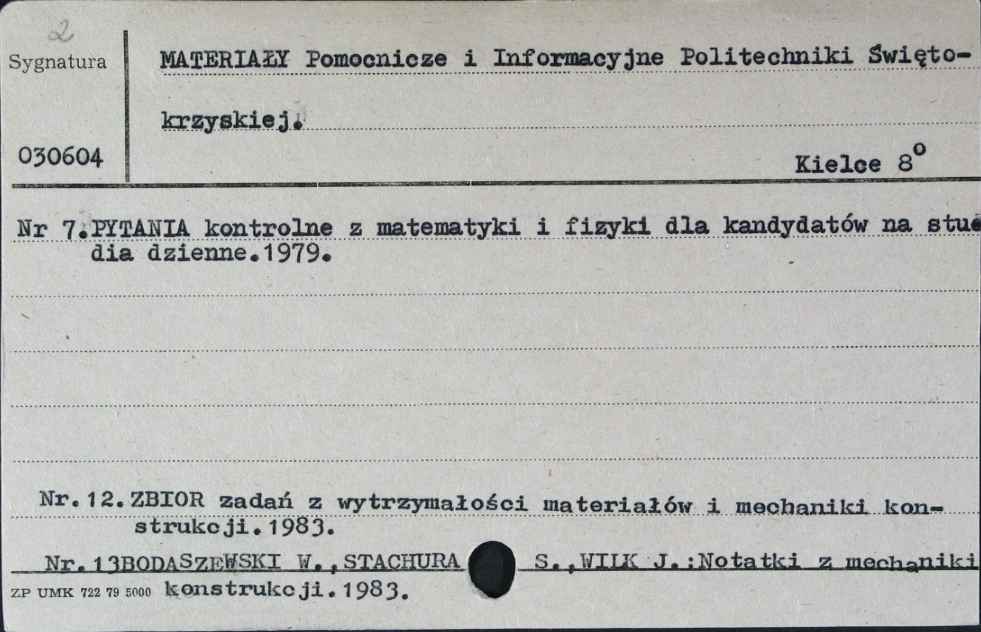 2
Sygnatura
MATERIAŁY Pomocnicze i Informacyjne Politechniki Święto-
krzyskiej.
030604
Kielce 8°
Nr 7.PYTANIA kontrolne z matematyki i fizyki dla kandydatów na stu-
dia dzienne.1979.
Nr.12.ZBIOR zadań z wytrzymałości materiałów i mechaniki kon-
strukcji.1983.
Nr.13BODASZEWSKI W.,STACHURA S.,WILK J.:Notatki z mechaniki
ZP UMK 722 79 5000 konstrukcji.1983.